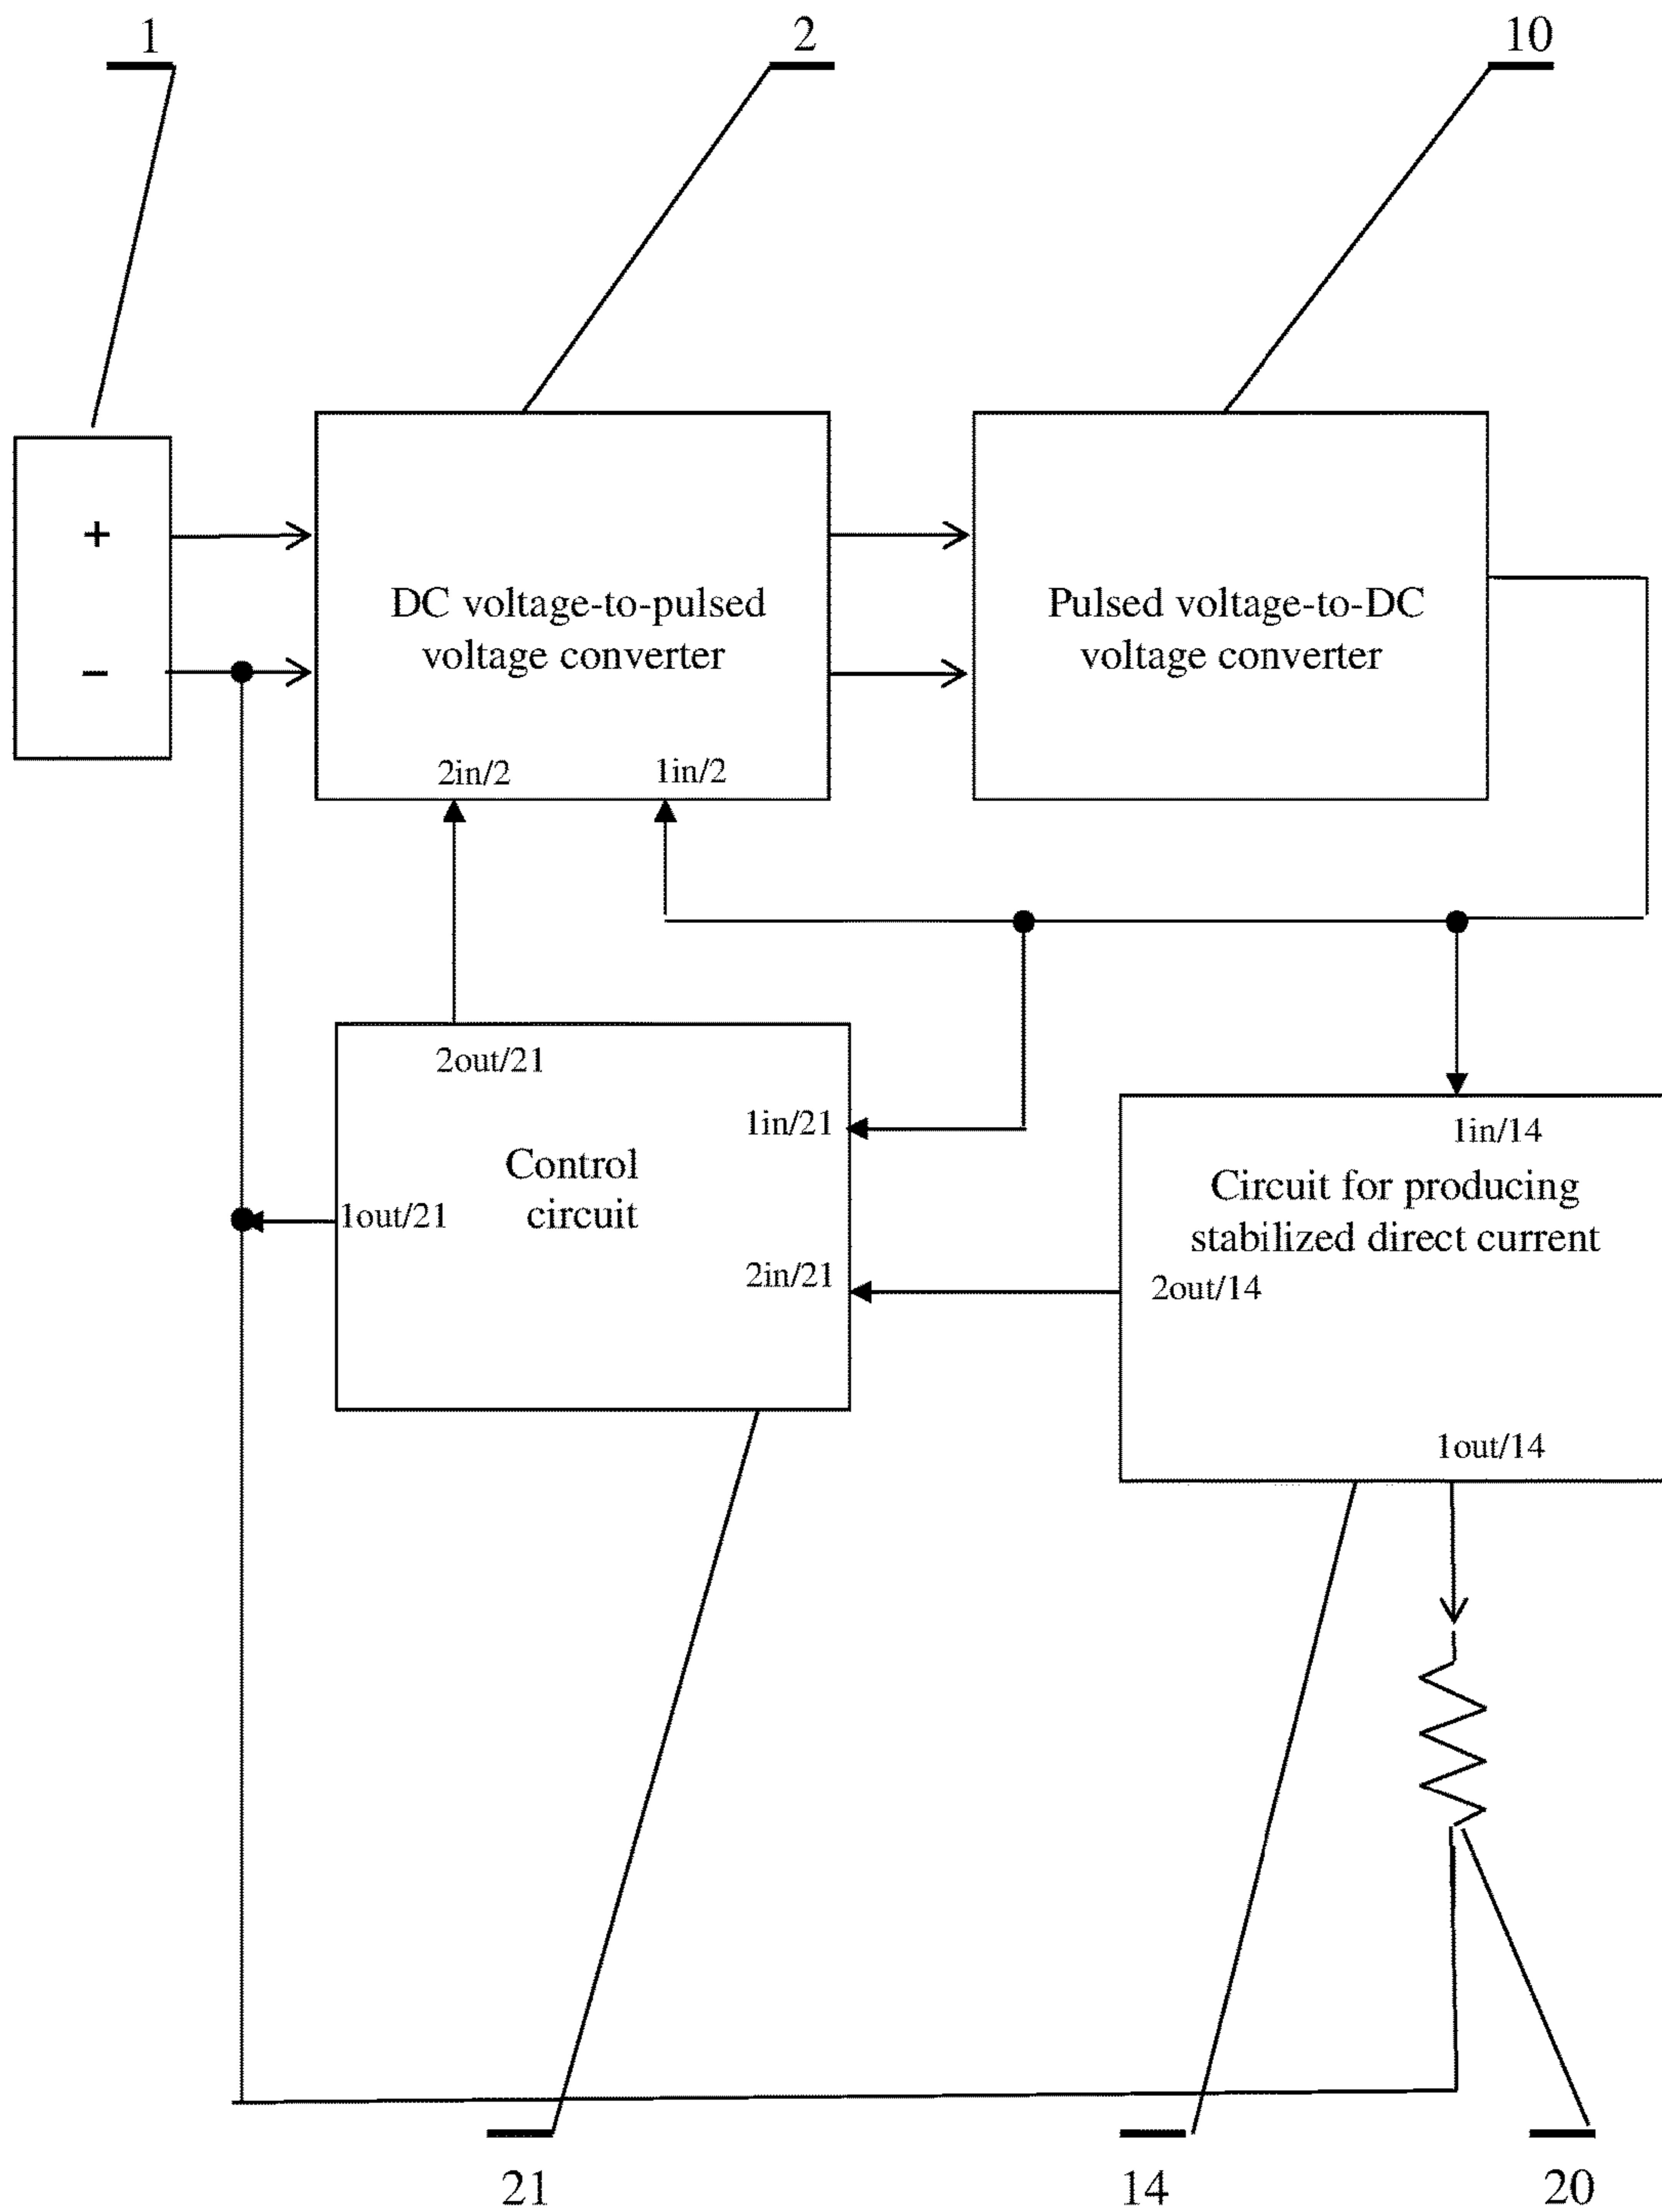 1
2
10
+
DC voltage-to-pulsed
voltage converter
Pulsed voltage-to-DC
voltage converter
−
2in/2
1in/2
2out/21
1in/21
Control
circuit
1out/21
2in/21
1in/14
Circuit for producing
stabilized direct current
2out/14
1out/14
21
14
20